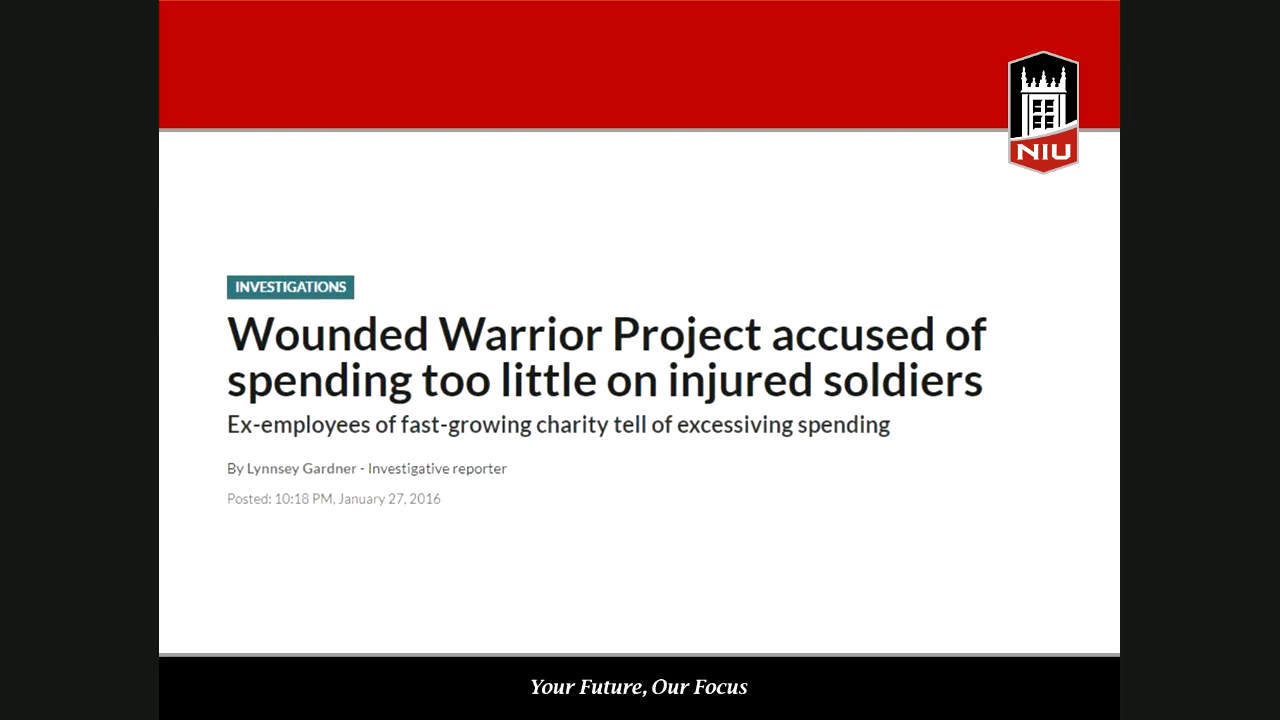 NIU
INVESTIGATIONS
Wounded Warrior Project accused of
spending too little on injured soldiers
Ex-employees of fast-growing charity tell of excessiving spending
By Lynnsey Gardner - Investigative reporter
Posted: 10:18 PM, January 27, 2016
Your Future, Our Focus